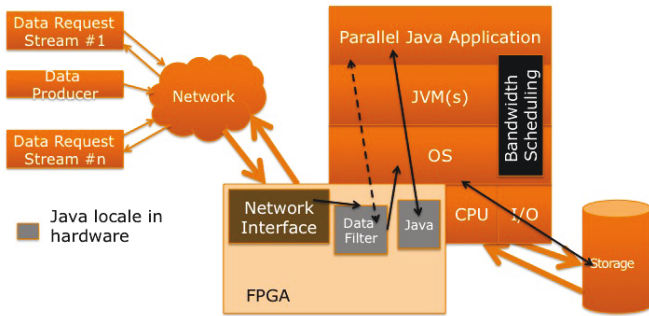 Data Request
Stream #1
Data
Producer
Data Request
Stream #n
Network
Parallel Java Application
JVM(s)
Bandwidth
Scheduling
OS
CPU
I/O
Network
Interface
Data
Filter
Java
FPGA
Java locale in
hardware
Storage